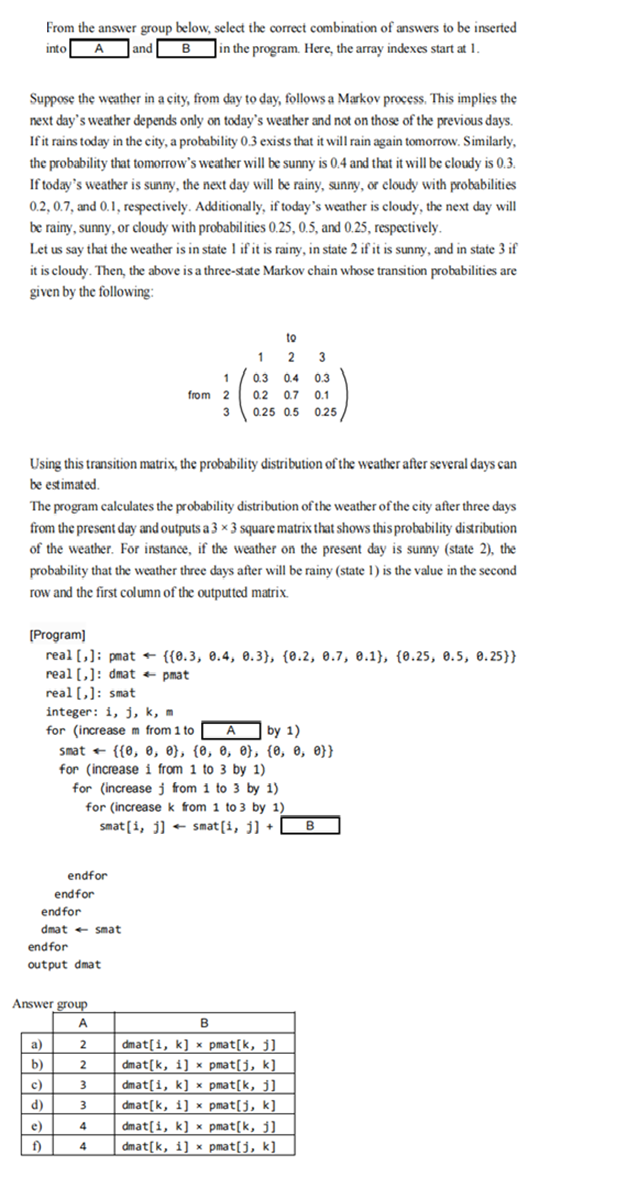 From the answer group below, select the correct combination of answers to be inserted
into A and B in the program. Here, the array indexes start at 1.
Suppose the weather in a city, from day to day, follows a Markov process. This implies the
next day's weather depends only on today's weather and not on those of the previous days.
If it rains today in the city, a probability 0.3 exists that it will rain again tomorrow. Similarly,
the probability that tomorrow's weather will be sunny is 0.4 and that it will be cloudy is 0.3.
If today's weather is sunny, the next day will be rainy, sunny, or cloudy with probabilities
0.2, 0.7, and 0.1, respectively. Additionally, if today's weather is cloudy, the next day will
be rainy, sunny, or cloudy with probabilities 0.25, 0.5, and 0.25, respectively.
Let us say that the weather is in state 1 if it is rainy, in state 2 if it is sunny, and in state 3 if
it is cloudy. Then, the above is a three-state Markov chain whose transition probabilities are
given by the following:
to
1 2 3
1 0.3 0.4 0.3
from 2 0.2 0.7 0.1
3 0.25 0.5 0.25
Using this transition matrix, the probability distribution of the weather after several days can
be estimated.
The program calculates the probability distribution of the weather of the city after three days
from the present day and outputs a 3 × 3 square matrix that shows this probability distribution
of the weather. For instance, if the weather on the present day is sunny (state 2), the
probability that the weather three days after will be rainy (state 1) is the value in the second
row and the first column of the outputted matrix.
[Program]
real [,]: pmat ← {{0.3, 0.4, 0.3}, {0.2, 0.7, 0.1}, {0.25, 0.5, 0.25}}
real [,]: dmat ← pmat
real [,]: smat
integer: i, j, k, m
for (increase m from 1 to A by 1)
smat ← {{0, 0, 0}, {0, 0, 0}, {0, 0, 0}}
for (increase i from 1 to 3 by 1)
for (increase j from 1 to 3 by 1)
for (increase k from 1 to 3 by 1)
smat[i, j] ← smat[i, j] + B
endfor
endfor
endfor
dmat ← smat
endfor
output dmat
Answer group
A B
a) 2 dmat[i, k] × pmat[k, j]
b) 2 dmat[k, i] × pmat[j, k]
c) 3 dmat[i, k] × pmat[k, j]
d) 3 dmat[k, i] × pmat[j, k]
e) 4 dmat[i, k] × pmat[k, j]
f) 4 dmat[k, i] × pmat[j, k]